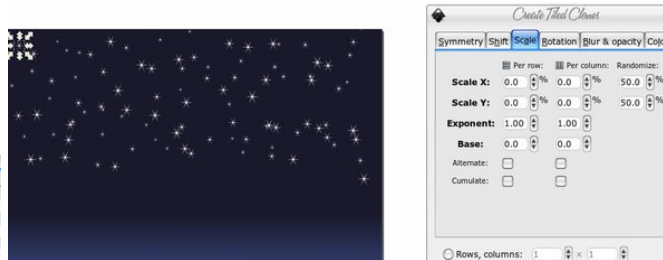 Create Tiled Clones
Symmetry Shift Scale Rotation Blur & opacity Colo
Per row: Per column: Randomize:
Scale X: 0.0 % 0.0 % 50.0 %
Scale Y: 0.0 % 0.0 % 50.0 %
Exponent: 1.00 1.00
Base: 0.0 0.0
Alternate:
Cumulate:
Rows, columns: 1 × 1